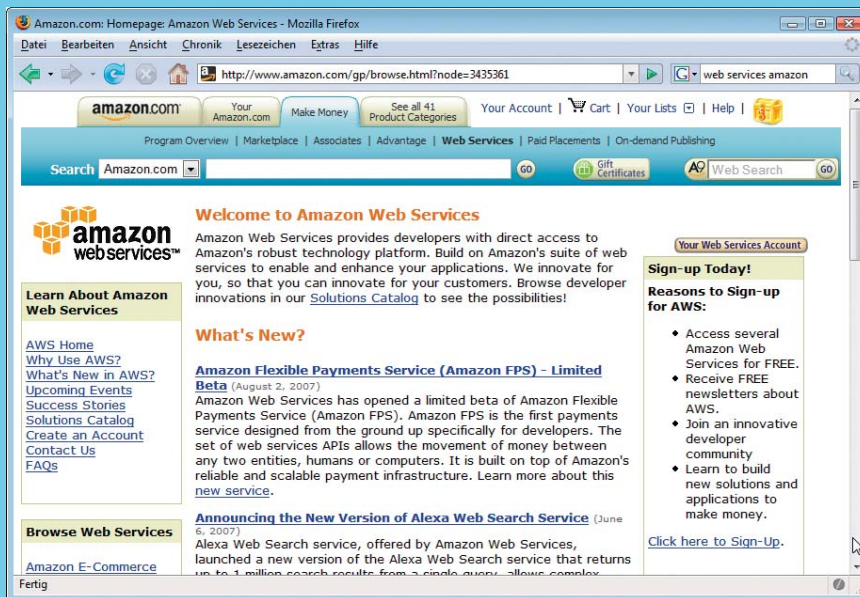 Amazon.com: Homepage: Amazon Web Services - Mozilla Firefox
Datei Bearbeiten Ansicht Chronik Lesezeichen Extras Hilfe
http://www.amazon.com/gp/browse.html?node=3435361
G web services amazon
amazon.com
Your
Amazon.com
Make Money
See all 41
Product Categories
Your Account | Cart | Your Lists | Help |
Program Overview | Marketplace | Associates | Advantage | Web Services | Paid Placements | On-demand Publishing
Search Amazon.com GO
Gift
Certificates
A9 Web Search GO
amazon
webservices™
Learn About Amazon
Web Services
AWS Home
Why Use AWS?
What's New in AWS?
Upcoming Events
Success Stories
Solutions Catalog
Create an Account
Contact Us
FAQs
Browse Web Services
Amazon E-Commerce
Welcome to Amazon Web Services
Amazon Web Services provides developers with direct access to
Amazon's robust technology platform. Build on Amazon's suite of web
services to enable and enhance your applications. We innovate for
you, so that you can innovate for your customers. Browse developer
innovations in our Solutions Catalog to see the possibilities!
What's New?
Amazon Flexible Payments Service (Amazon FPS) - Limited
Beta (August 2, 2007)
Amazon Web Services has opened a limited beta of Amazon Flexible
Payments Service (Amazon FPS). Amazon FPS is the first payments
service designed from the ground up specifically for developers. The
set of web services APIs allows the movement of money between
any two entities, humans or computers. It is built on top of Amazon's
reliable and scalable payment infrastructure. Learn more about this
new service.
Announcing the New Version of Alexa Web Search Service (June
6, 2007)
Alexa Web Search service, offered by Amazon Web Services,
launched a new version of the Alexa Web Search service that returns
up to 1 million search results from a single query, allows complex
Your Web Services Account
Sign-up Today!
Reasons to Sign-up
for AWS:
Access several
Amazon Web
Services for FREE.
Receive FREE
newsletters about
AWS.
Join an innovative
developer
community
Learn to build
new solutions and
applications to
make money.
Click here to Sign-Up.
Fertig